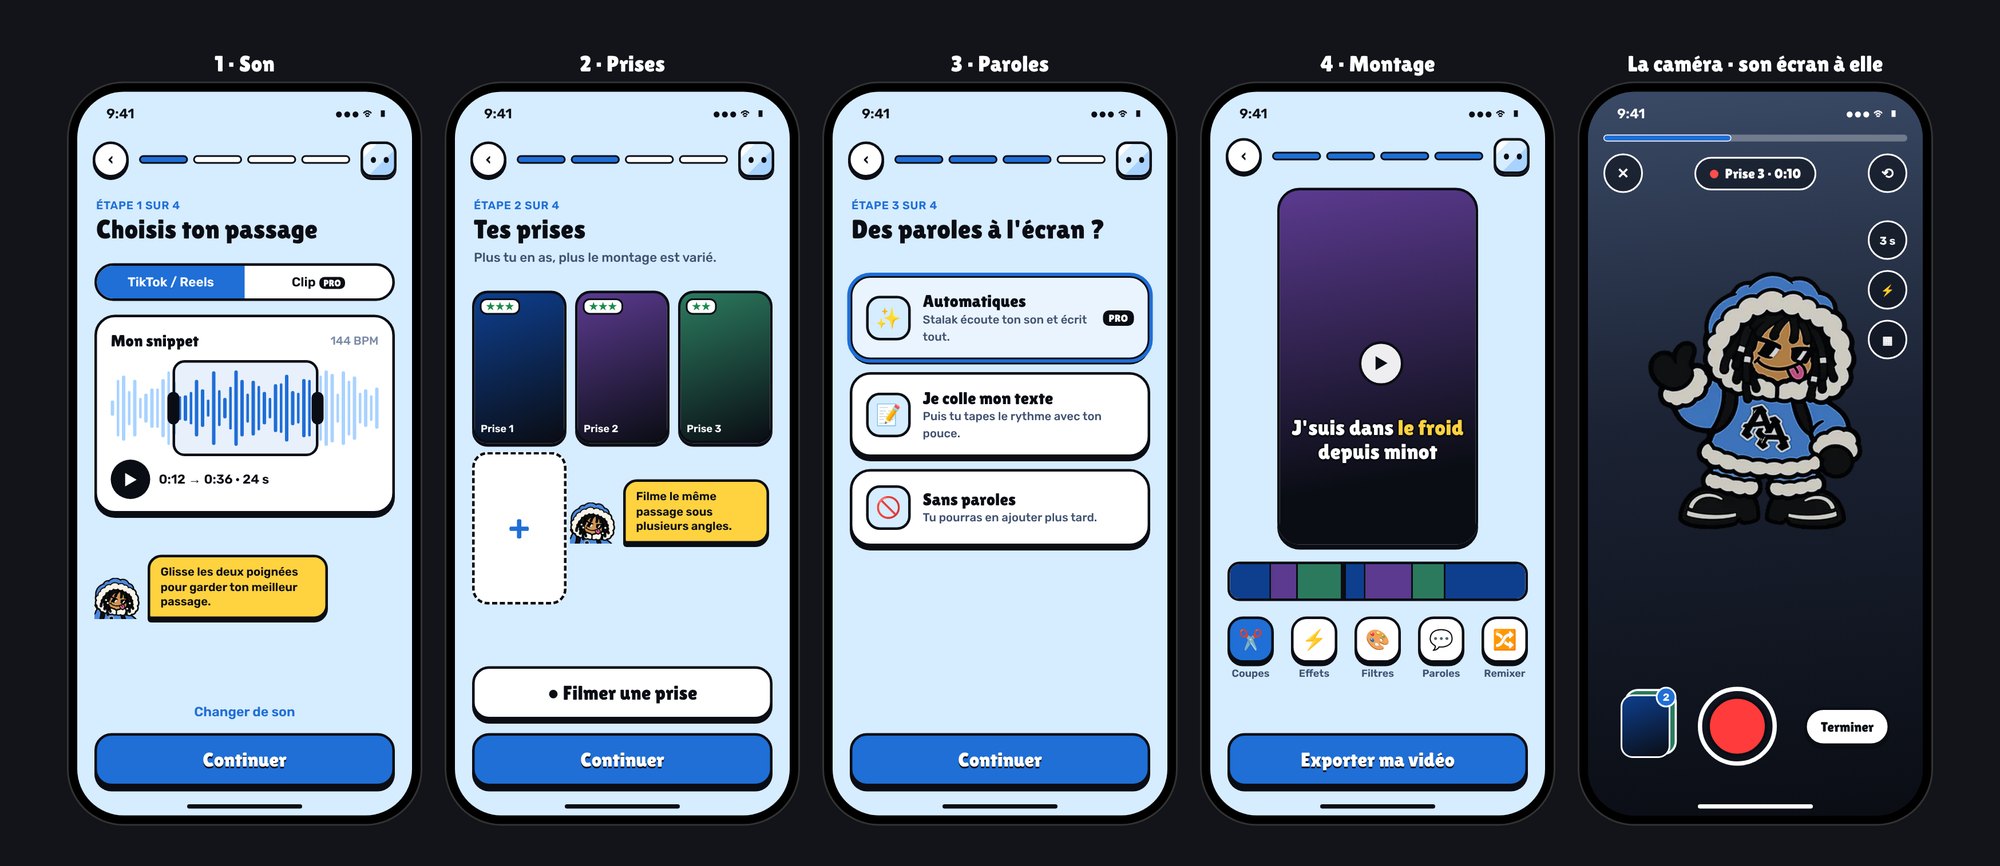 1 · Son
9:41
ÉTAPE 1 SUR 4
Choisis ton passage
TikTok / Reels
Clip PRO
Mon snippet
144 BPM
0:12 → 0:36 · 24 s
Glisse les deux poignées
pour garder ton meilleur
passage.
Changer de son
Continuer
2 · Prises
9:41
ÉTAPE 2 SUR 4
Tes prises
Plus tu en as, plus le montage est varié.
★★★
★★★
★★
Prise 1
Prise 2
Prise 3
+
Filme le même
passage sous
plusieurs angles.
● Filmer une prise
Continuer
3 · Paroles
9:41
ÉTAPE 3 SUR 4
Des paroles à l'écran ?
Automatiques
Stalak écoute ton son et écrit
tout.
PRO
Je colle mon texte
Puis tu tapes le rythme avec ton
pouce.
Sans paroles
Tu pourras en ajouter plus tard.
Continuer
4 · Montage
9:41
J'suis dans le froid
depuis minot
Coupes
Effets
Filtres
Paroles
Remixer
Exporter ma vidéo
La caméra · son écran à elle
9:41
Prise 3 · 0:10
3 s
AA
2
Terminer